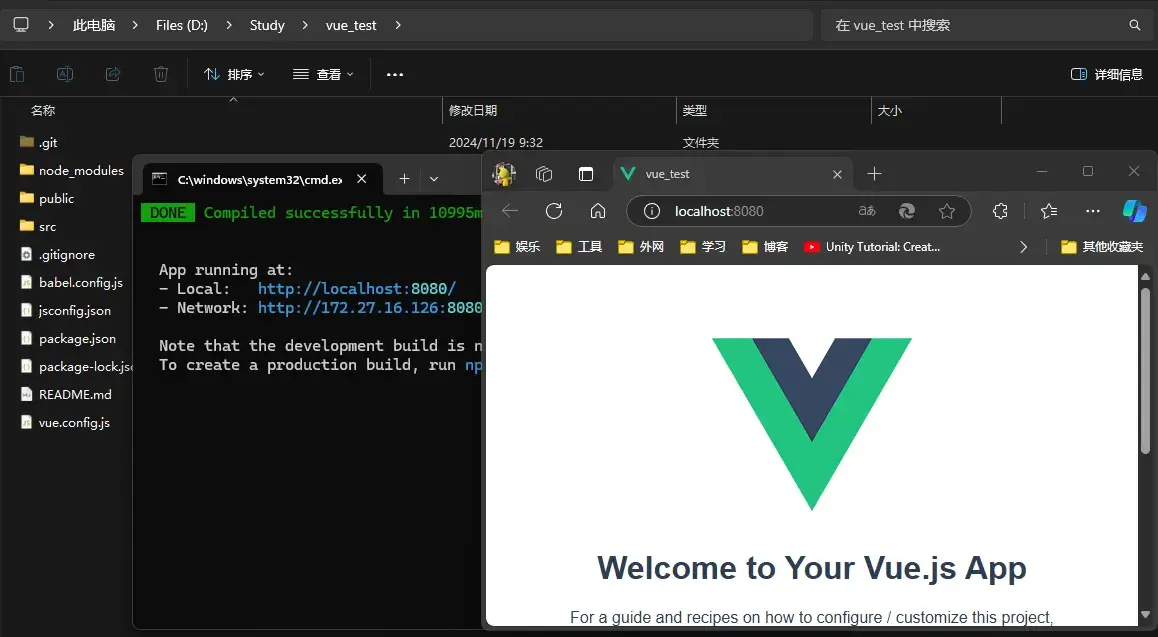 此电脑 Files (D:) Study vue_test
在 vue_test 中搜索
排序 查看 详细信息
名称 修改日期 类型 大小
.git 2024/11/19 9:32 文件夹
node_modules
public
src
.gitignore
babel.config.js
jsconfig.json
package.json
package-lock.js
README.md
vue.config.js
C:\windows\system32\cmd.ex
DONE Compiled successfully in 10995m
App running at:
- Local: http://localhost:8080/
- Network: http://172.27.16.126:8080
Note that the development build is n
To create a production build, run np
vue_test
localhost:8080 aあ
娱乐 工具 外网 学习 博客 Unity Tutorial: Creat... 其他收藏夹
Welcome to Your Vue.js App
For a guide and recipes on how to configure / customize this project,